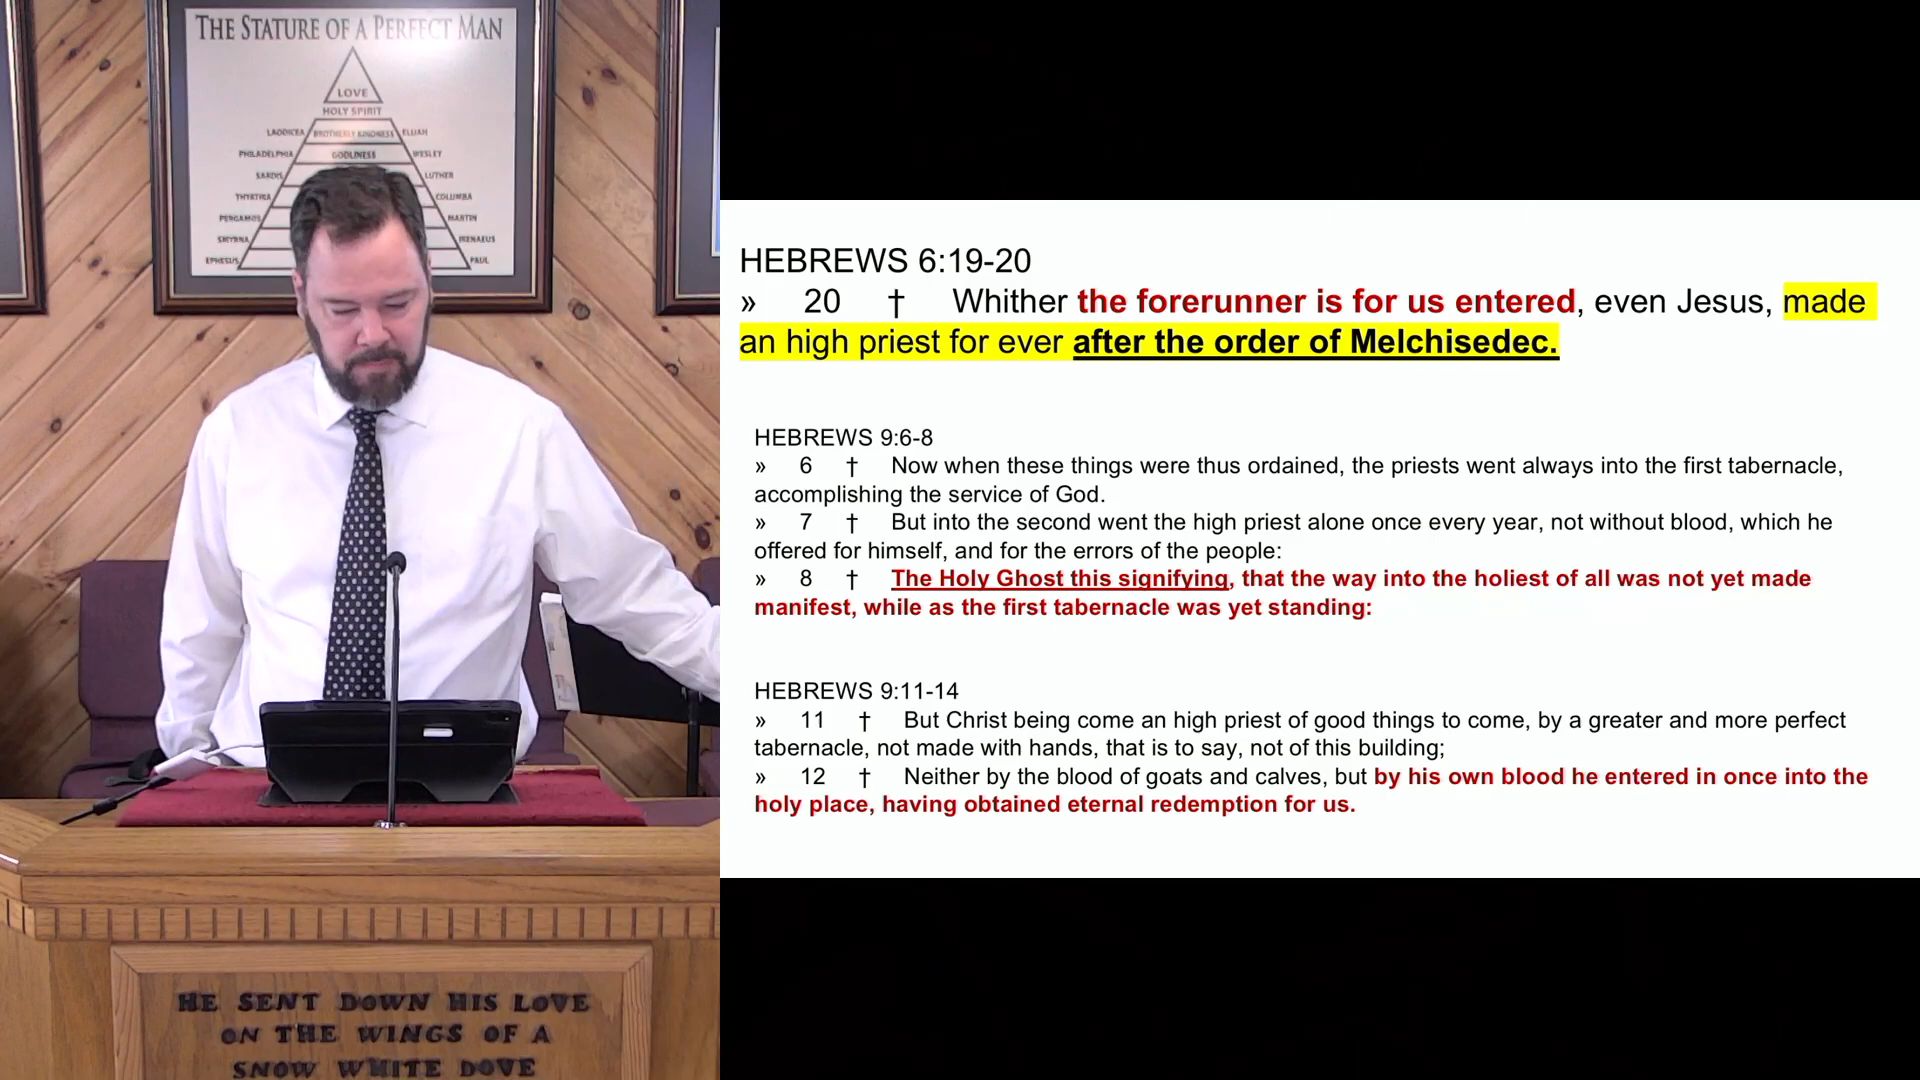 THE STATURE OF A PERFECT MAN
LOVE
HOLY SPIRIT
LAODICEA BROTHERLY KINDNESS ELIJAH
PHILADELPHIA GODLINESS WESLEY
SARDIS LUTHER
THYATIRA COLUMBA
PERGAMOS MARTIN
SMYRNA IRENAEUS
EPHESUS PAUL
HE SENT DOWN HIS LOVE
ON THE WINGS OF A
SNOW WHITE DOVE
HEBREWS 6:19-20
» 20 † Whither the forerunner is for us entered, even Jesus, made
an high priest for ever after the order of Melchisedec.
HEBREWS 9:6-8
» 6 † Now when these things were thus ordained, the priests went always into the first tabernacle,
accomplishing the service of God.
» 7 † But into the second went the high priest alone once every year, not without blood, which he
offered for himself, and for the errors of the people:
» 8 † The Holy Ghost this signifying, that the way into the holiest of all was not yet made
manifest, while as the first tabernacle was yet standing:
HEBREWS 9:11-14
» 11 † But Christ being come an high priest of good things to come, by a greater and more perfect
tabernacle, not made with hands, that is to say, not of this building;
» 12 † Neither by the blood of goats and calves, but by his own blood he entered in once into the
holy place, having obtained eternal redemption for us.